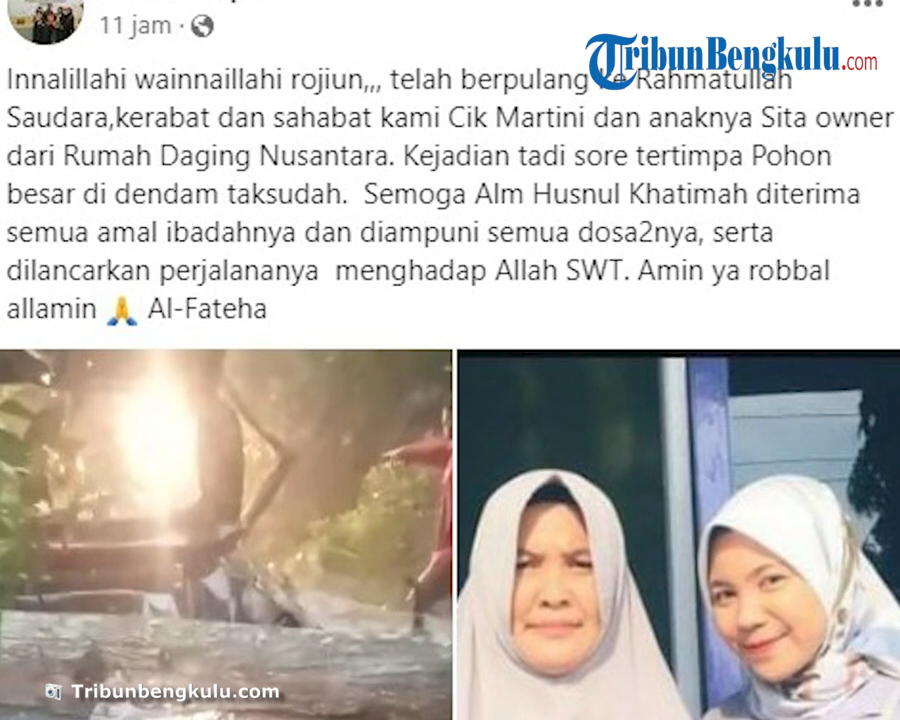 11 jam ·
TribunBengkulu.com
Innalillahi wainnaillahi rojiun,,, telah berpulang ke Rahmatullah
Saudara,kerabat dan sahabat kami Cik Martini dan anaknya Sita owner
dari Rumah Daging Nusantara. Kejadian tadi sore tertimpa Pohon
besar di dendam taksudah.  Semoga Alm Husnul Khatimah diterima
semua amal ibadahnya dan diampuni semua dosa2nya, serta
dilancarkan perjalananya  menghadap Allah SWT. Amin ya robbal
allamin 🙏 Al-Fateha
Tribunbengkulu.com